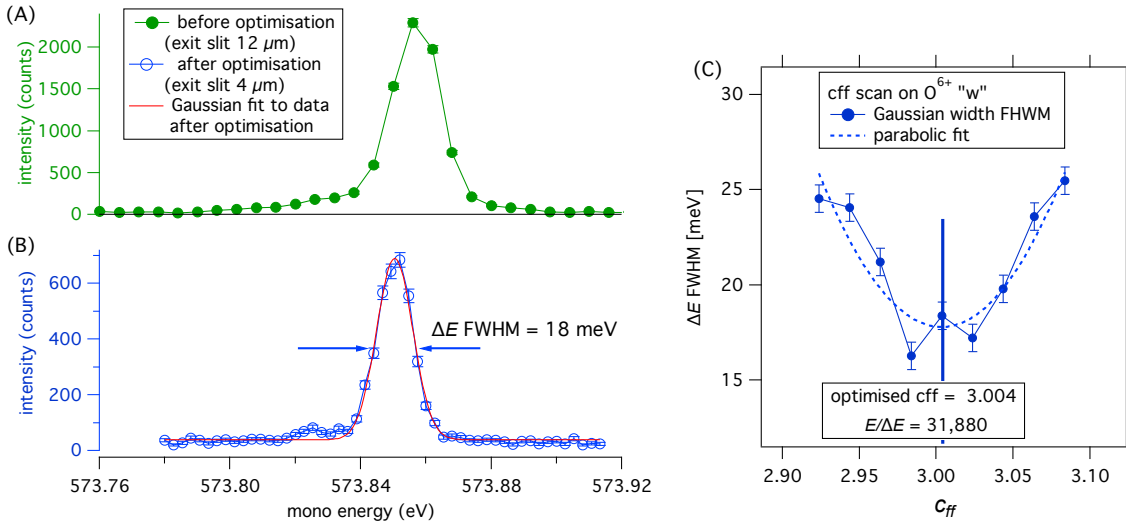 (A)
before optimisation
(exit slit 12 µm)
after optimisation
(exit slit 4 µm)
Gaussian fit to data
after optimisation
intensity (counts)
2000
1500
1000
500
0
(B)
intensity (counts)
600
400
200
0
ΔE FWHM = 18 meV
573.76
573.80
573.84
573.88
573.92
mono energy (eV)
(C)
cff scan on O6+ "w"
Gaussian width FHWM
parabolic fit
ΔE FWHM [meV]
30
25
20
15
optimised cff = 3.004
E/ΔE = 31,880
2.90
2.95
3.00
3.05
3.10
cff